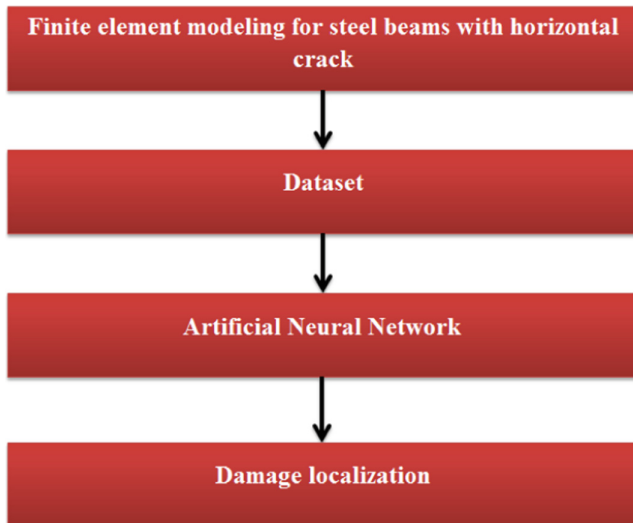 Finite element modeling for steel beams with horizontal
crack
Dataset
Artificial Neural Network
Damage localization